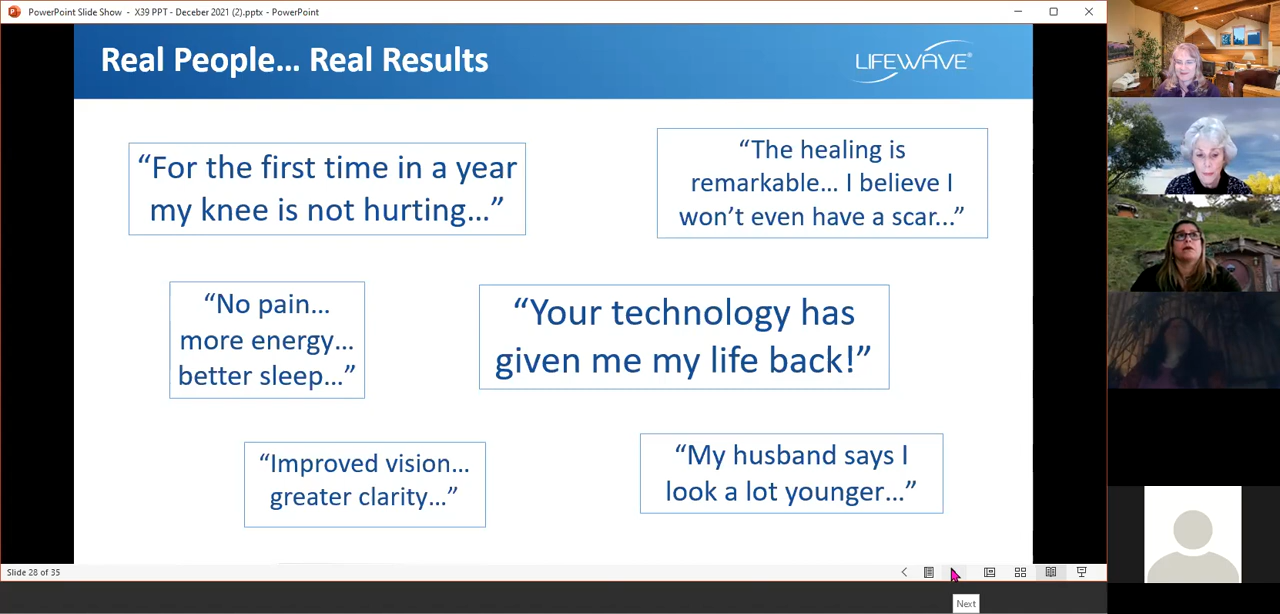 PowerPoint Slide Show - X39 PPT - Deceber 2021 (2).pptx - PowerPoint
Real People... Real Results
LIFEWAVE®
“For the first time in a year
my knee is not hurting...”
“The healing is
remarkable... I believe I
won’t even have a scar...”
“No pain...
more energy...
better sleep...”
“Your technology has
given me my life back!”
“Improved vision...
greater clarity...”
“My husband says I
look a lot younger...”
Slide 28 of 35
Next